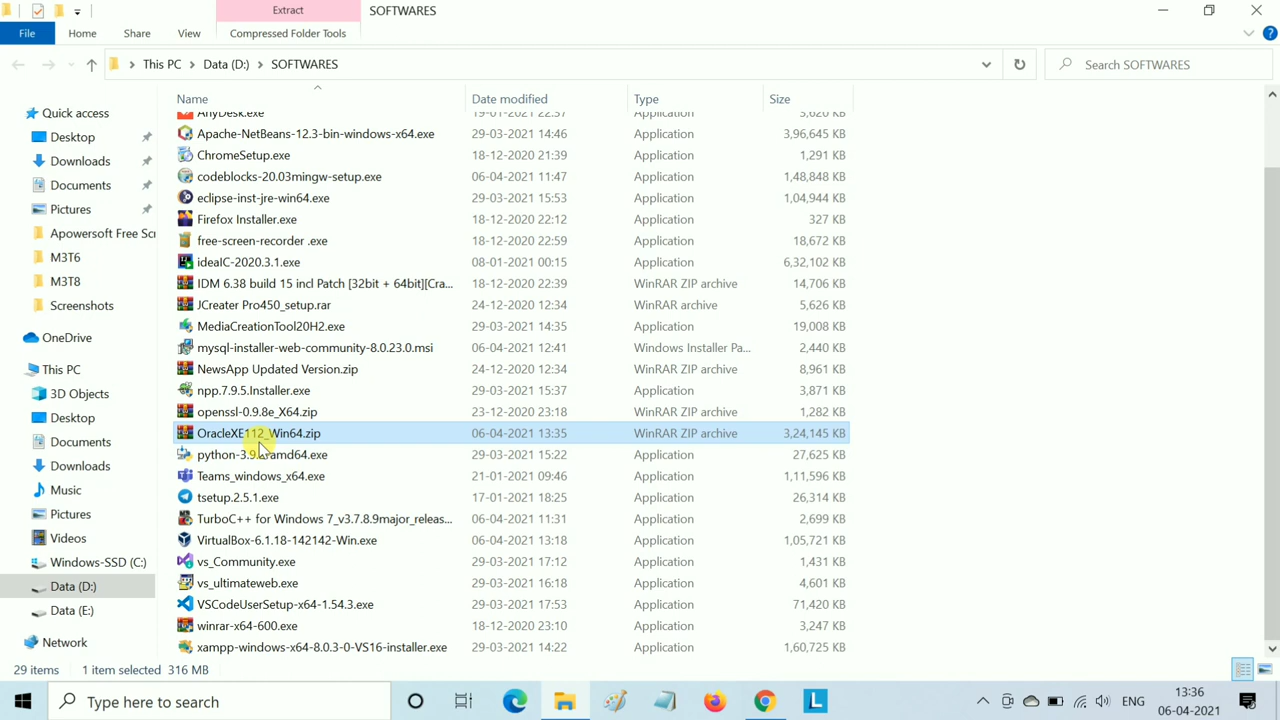 Extract SOFTWARES
File Home Share View Compressed Folder Tools
This PC Data (D:) SOFTWARES Search SOFTWARES
Name Date modified Type Size
Quick access
Desktop
Downloads
Documents
Pictures
Apowersoft Free Scr
M3T6
M3T8
Screenshots
OneDrive
This PC
3D Objects
Desktop
Documents
Downloads
Music
Pictures
Videos
Windows-SSD (C:)
Data (D:)
Data (E:)
Network
AnyDesk.exe 19-01-2021 22:37 Application 3,620 KB
Apache-NetBeans-12.3-bin-windows-x64.exe 29-03-2021 14:46 Application 3,96,645 KB
ChromeSetup.exe 18-12-2020 21:39 Application 1,291 KB
codeblocks-20.03mingw-setup.exe 06-04-2021 11:47 Application 1,48,848 KB
eclipse-inst-jre-win64.exe 29-03-2021 15:53 Application 1,04,944 KB
Firefox Installer.exe 18-12-2020 22:12 Application 327 KB
free-screen-recorder .exe 18-12-2020 22:59 Application 18,672 KB
ideaIC-2020.3.1.exe 08-01-2021 00:15 Application 6,32,102 KB
IDM 6.38 build 15 incl Patch [32bit + 64bit][Cra... 18-12-2020 22:39 WinRAR ZIP archive 14,706 KB
JCreater Pro450_setup.rar 24-12-2020 12:34 WinRAR archive 5,626 KB
MediaCreationTool20H2.exe 29-03-2021 14:35 Application 19,008 KB
mysql-installer-web-community-8.0.23.0.msi 06-04-2021 12:41 Windows Installer Pa... 2,440 KB
NewsApp Updated Version.zip 24-12-2020 12:34 WinRAR ZIP archive 8,961 KB
npp.7.9.5.Installer.exe 29-03-2021 15:37 Application 3,871 KB
openssl-0.9.8e_X64.zip 23-12-2020 23:18 WinRAR ZIP archive 1,282 KB
OracleXE112_Win64.zip 06-04-2021 13:35 WinRAR ZIP archive 3,24,145 KB
python-3.9. amd64.exe 29-03-2021 15:22 Application 27,625 KB
Teams_windows_x64.exe 21-01-2021 09:46 Application 1,11,596 KB
tsetup.2.5.1.exe 17-01-2021 18:25 Application 26,314 KB
TurboC++ for Windows 7_v3.7.8.9major_releas... 06-04-2021 11:31 Application 2,699 KB
VirtualBox-6.1.18-142142-Win.exe 06-04-2021 13:18 Application 1,05,721 KB
vs_Community.exe 29-03-2021 17:12 Application 1,431 KB
vs_ultimateweb.exe 29-03-2021 16:18 Application 4,601 KB
VSCodeUserSetup-x64-1.54.3.exe 29-03-2021 17:53 Application 71,420 KB
winrar-x64-600.exe 18-12-2020 23:10 Application 3,247 KB
xampp-windows-x64-8.0.3-0-VS16-installer.exe 29-03-2021 14:22 Application 1,60,725 KB
29 items 1 item selected 316 MB
Type here to search L ENG 13:36
06-04-2021